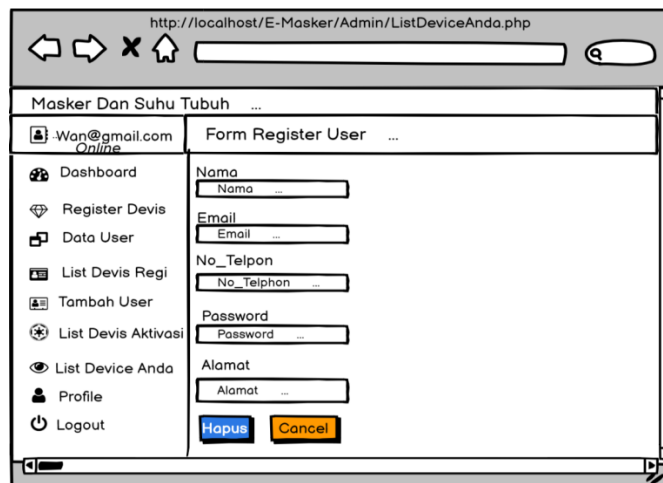 http://localhost/E-Masker/Admin/ListDeviceAnda.php
Masker Dan Suhu Tubuh ...
Wan@gmail.com
Online
Form Register User ...
Dashboard
Register Devis
Data User
List Devis Regi
Tambah User
List Devis Aktivasi
List Device Anda
Profile
Logout
Nama
Nama ...
Email
Email ...
No_Telpon
No_Telphon ...
Password
Password ...
Alamat
Alamat ...
Hapus
Cancel